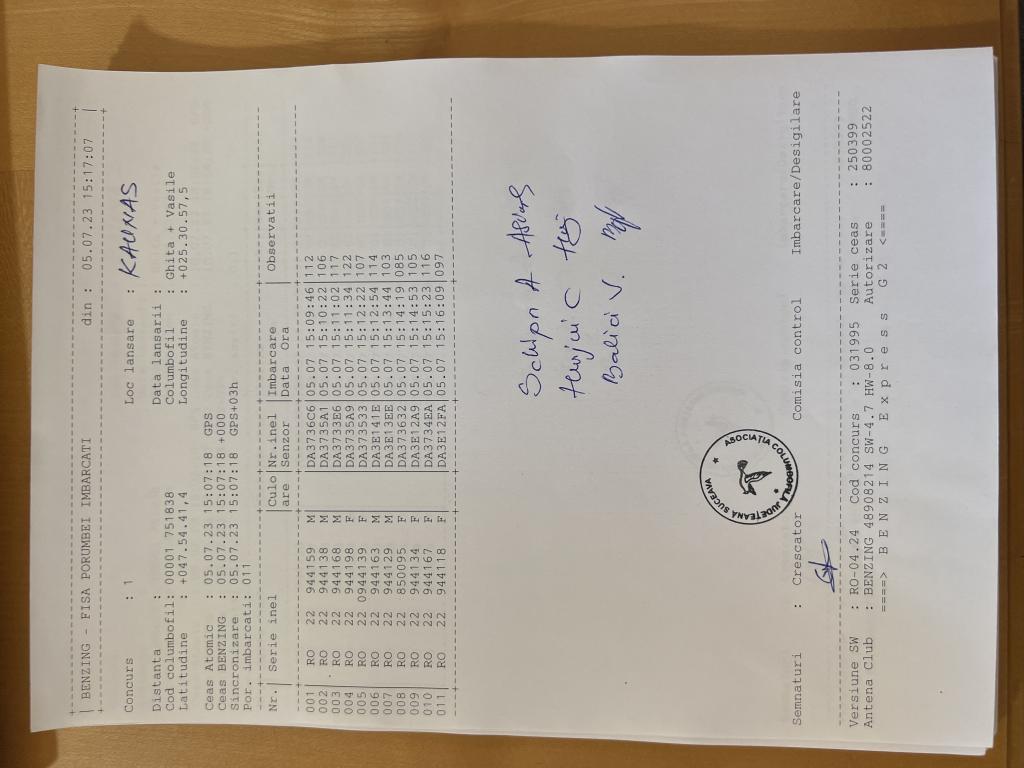 BENZING - FISA PORUMBEI IMBARCATI din : 05.07.23 15:17:07
Concurs : 1 Loc lansare : KAUNAS
Distanta : Data lansarii :
Cod columbofil: 00001 751838 Columbofil : Chita + Vasile
Latitudine : +047.54.41,4 Longitudine : +025.30.57,5
Ceas Atomic : 05.07.23 15:07:18 GPS
Ceas BENZING : 05.07.23 15:07:18 +000
Sincronizare : 05.07.23 15:07:18 GPS+03h
Por. imbarcati: 011
Nr.| Serie inel |Culo|Nr.inel |Imbarcare | Observatii
are |Senzor |Data Ora
001 | RO 22 944159 M | |DA3736C6|05.07 15:09:46|112
002 | RO 22 944138 M | |DA3735A1|05.07 15:10:22|106
003 | RO 22 944168 M | |DA3733B6|05.07 15:11:02|117
004 | RO 22 944198 F | |DA3735A9|05.07 15:11:34|122
005 | RO 22 0944139 F | |DA373533|05.07 15:12:22|107
006 | RO 22 944163 M | |DA3E141E|05.07 15:12:54|114
007 | RO 22 944129 M | |DA3E13EE|05.07 15:13:44|103
008 | RO 22 850095 F | |DA373632|05.07 15:14:19|085
009 | RO 22 944134 F | |DA3E12A9|05.07 15:14:53|105
010 | RO 22 944167 F | |DA3734EA|05.07 15:15:23|116
011 | RO 22 944118 F | |DA3E12FA|05.07 15:16:09|097
Schipn A
C
Balici V.
ASOCIAȚIA COLUMBOFILĂ JUDEȚEANĂ SUCEAVA
Semnaturi : Crescator Comisia control Imbarcare/Desigilare
Versiune SW : RO-04.24 Cod concurs : 031995 Serie ceas : 250399
Antena Club : BENZING 48908214 SW-4.7 HW-8.0 Autorizare : 80002522
====> B E N Z I N G E x p r e s s G 2 <====